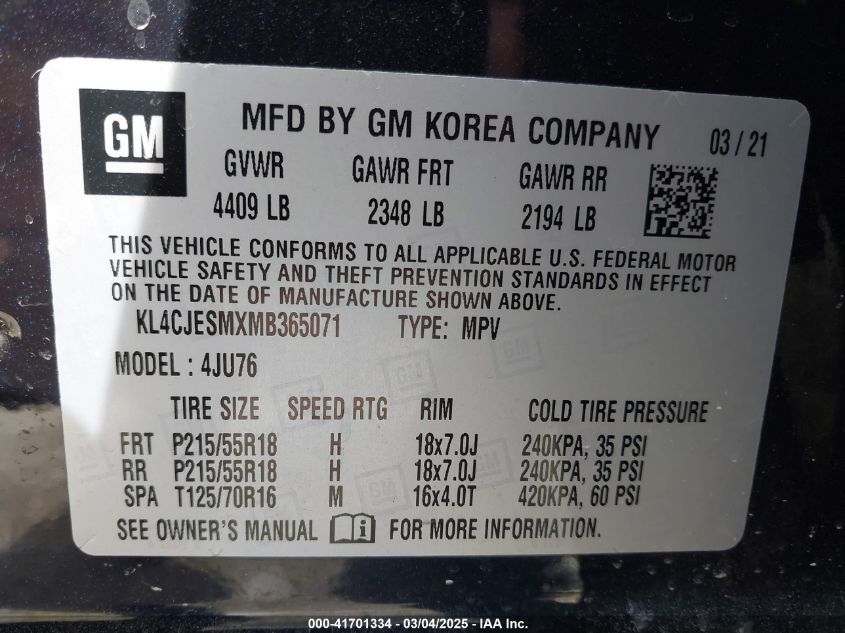 GM
MFD BY GM KOREA COMPANY 03 / 21
GVWR GAWR FRT GAWR RR
4409 LB 2348 LB 2194 LB
THIS VEHICLE CONFORMS TO ALL APPLICABLE U.S. FEDERAL MOTOR
VEHICLE SAFETY AND THEFT PREVENTION STANDARDS IN EFFECT
ON THE DATE OF MANUFACTURE SHOWN ABOVE.
KL4CJESMXMB365071 TYPE: MPV
MODEL : 4JU76
TIRE SIZE SPEED RTG RIM COLD TIRE PRESSURE
FRT P215/55R18 H 18x7.0J 240KPA, 35 PSI
RR P215/55R18 H 18x7.0J 240KPA, 35 PSI
SPA T125/70R16 M 16x4.0T 420KPA, 60 PSI
SEE OWNER'S MANUAL FOR MORE INFORMATION.
000-41701334 - 03/04/2025 - IAA Inc.